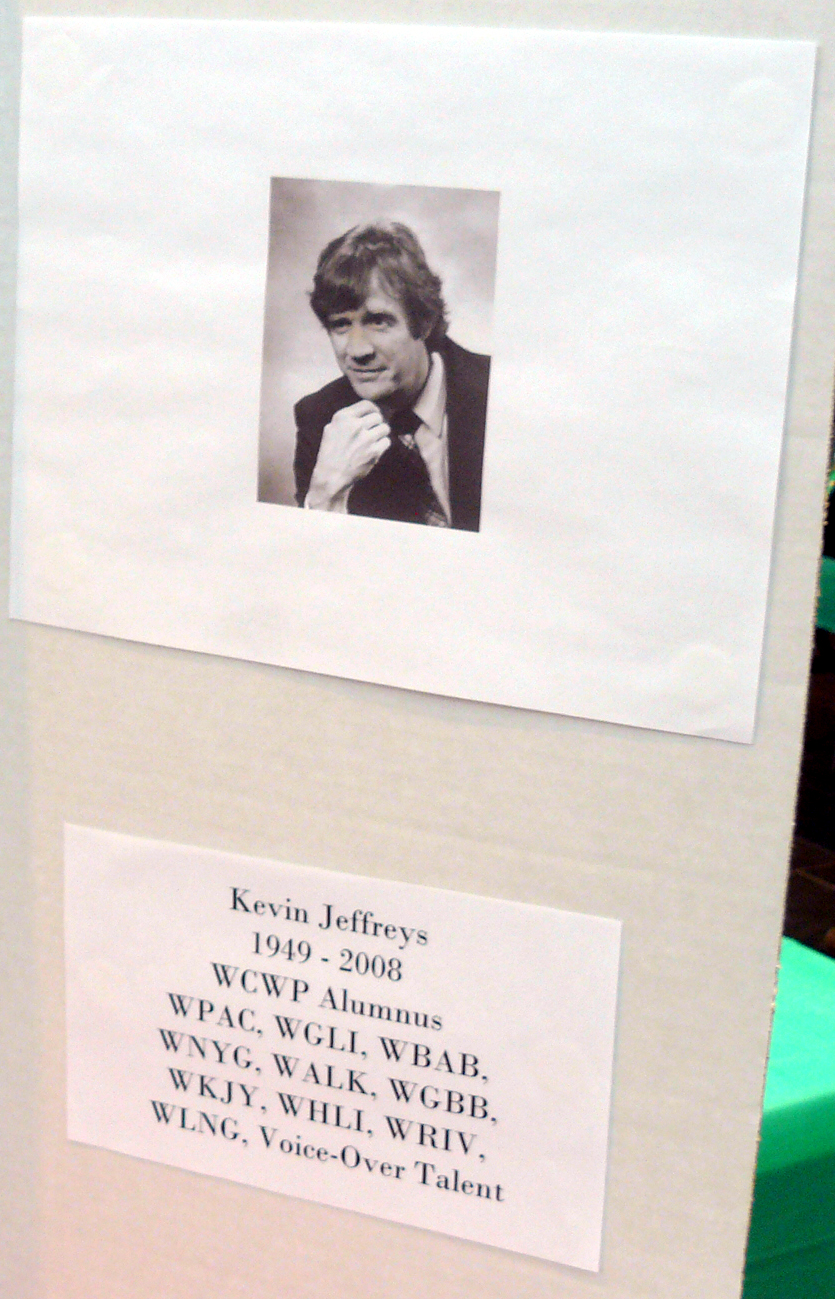 Kevin Jeffreys
1949 - 2008
WCWP Alumnus
WPAC, WGLI, WBAB,
WNYG, WALK, WGBB,
WKJY, WHLI, WRIV,
WLNG, Voice-Over Talent